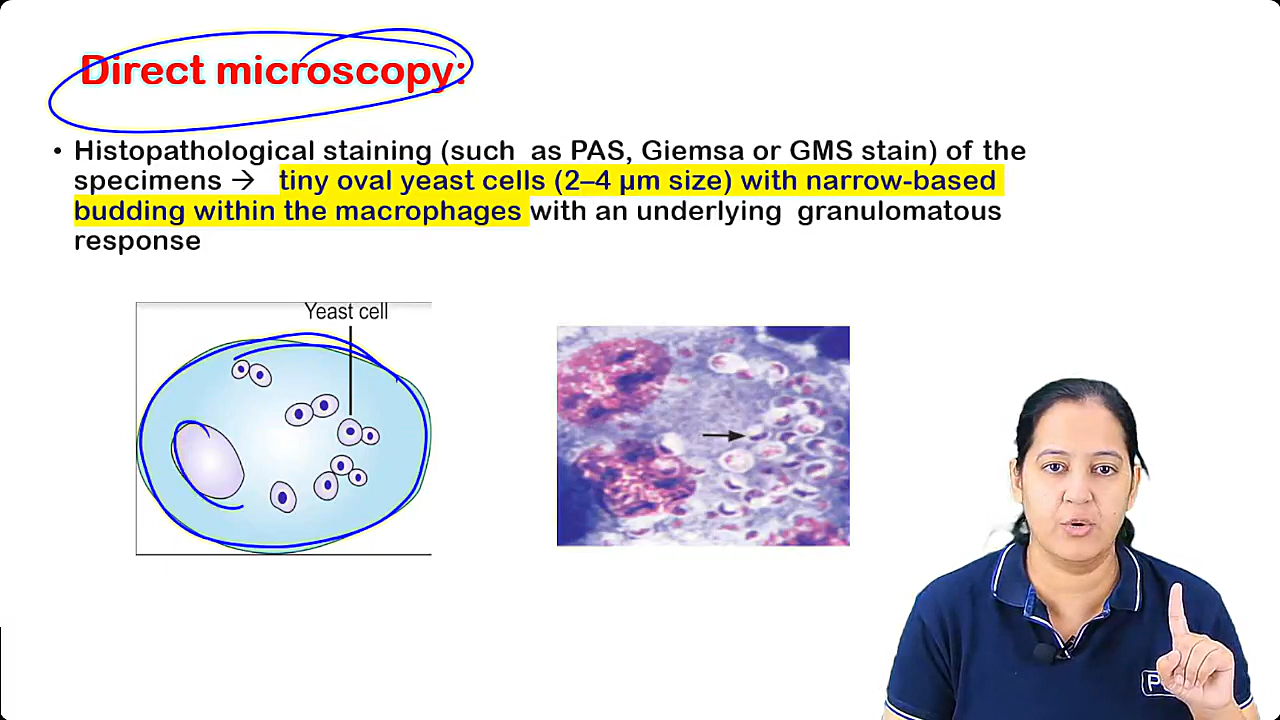 Direct microscopy:
• Histopathological staining (such as PAS, Giemsa or GMS stain) of the
specimens → tiny oval yeast cells (2–4 μm size) with narrow-based
budding within the macrophages with an underlying granulomatous
response
Yeast cell
P